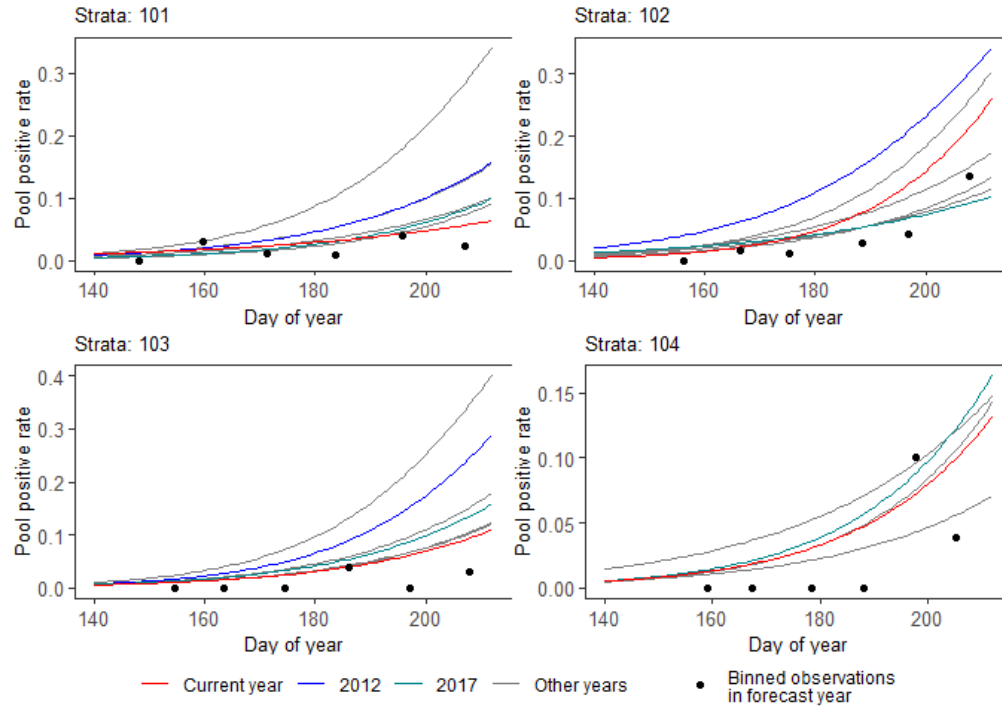 Strata: 101
Pool positive rate
0.3
0.2
0.1
0.0
140 160 180 200
Day of year
Strata: 102
Pool positive rate
0.3
0.2
0.1
0.0
140 160 180 200
Day of year
Strata: 103
Pool positive rate
0.4
0.3
0.2
0.1
0.0
140 160 180 200
Day of year
Strata: 104
Pool positive rate
0.15
0.10
0.05
0.00
140 160 180 200
Day of year
Current year 2012 2017 Other years Binned observations
in forecast year